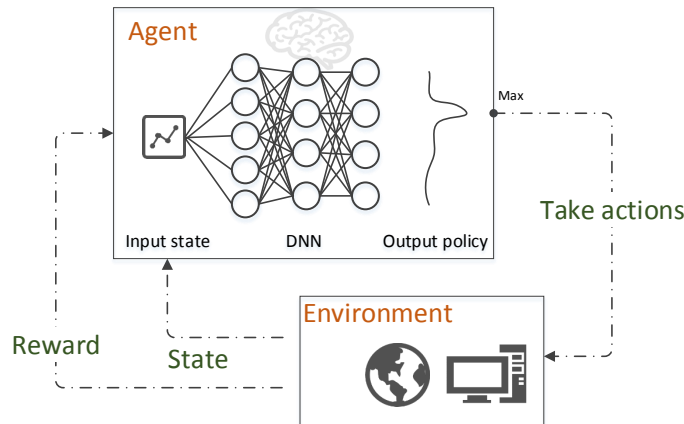 Agent
Max
Input state
DNN
Output policy
Take actions
Environment
Reward
State